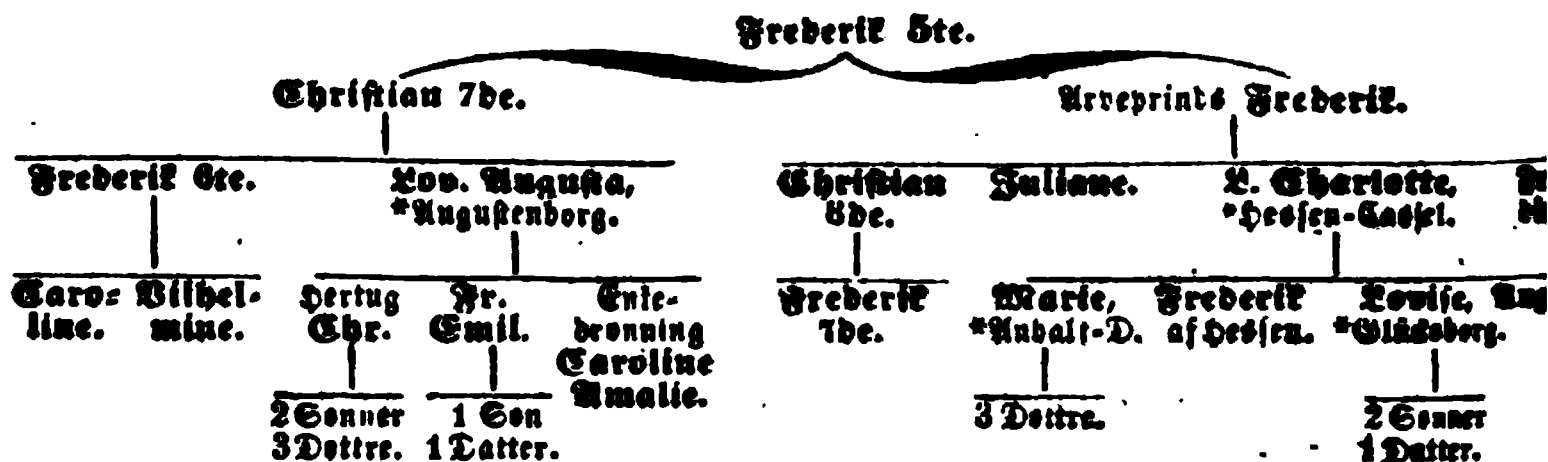 Frederik 5te.
Christian 7de. Arveprints Frederik.
Frederik 6te. Lov. Augusta, Christian Juliane. L. Charlotte,
*Augustenborg. 8de. *Hessen-Cassel.
Caro- Vilhel- Hertug Fr. Enke- Frederik Marie, Frederik Lovise, Aug
line. mine. Chr. Emil. dronning 7de. *Anhalt-D. af Hessen. *Glücksborg.
Caroline
Amalie.
2 Sønner 1 Søn 3 Døttre. 2 Sønner
3 Døttre. 1 Datter. 1 Datter.